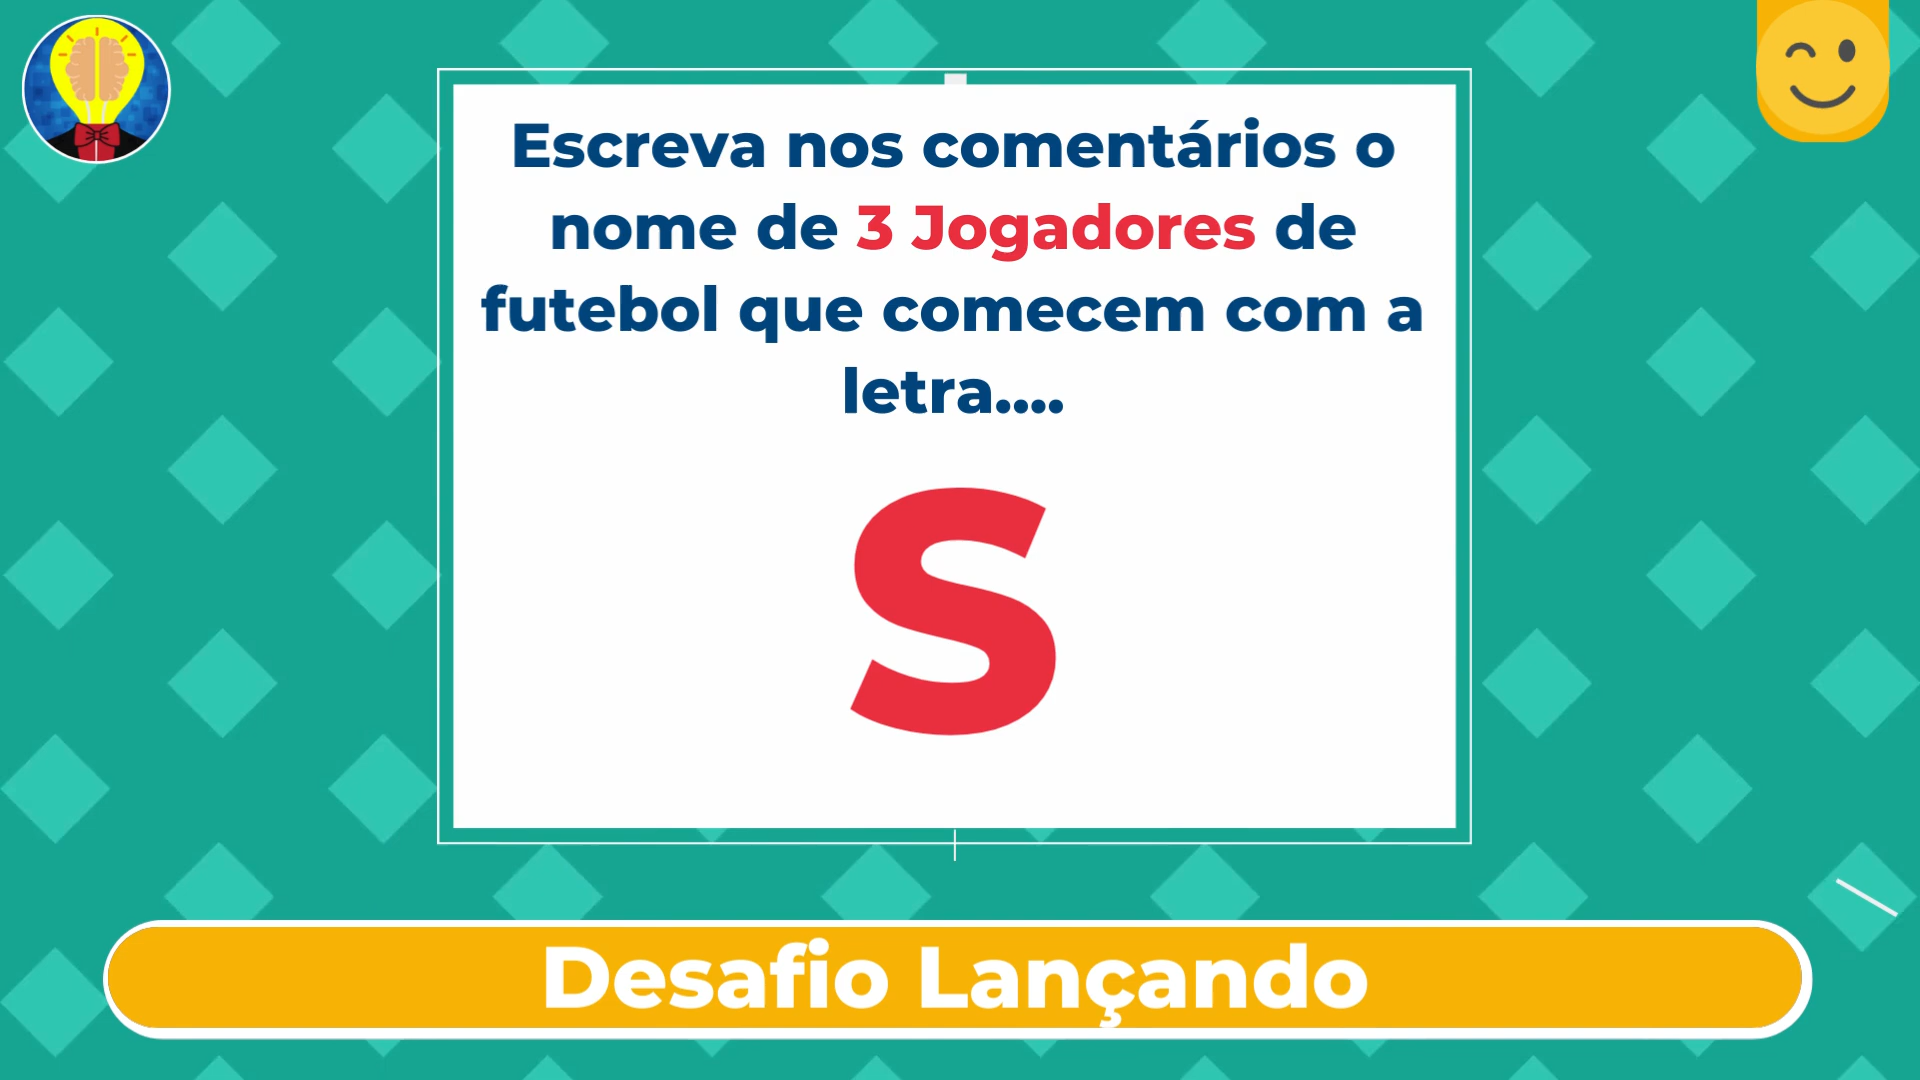 Escreva nos comentários o
nome de 3 Jogadores de
futebol que comecem com a
letra....
S
Desafio Lançando